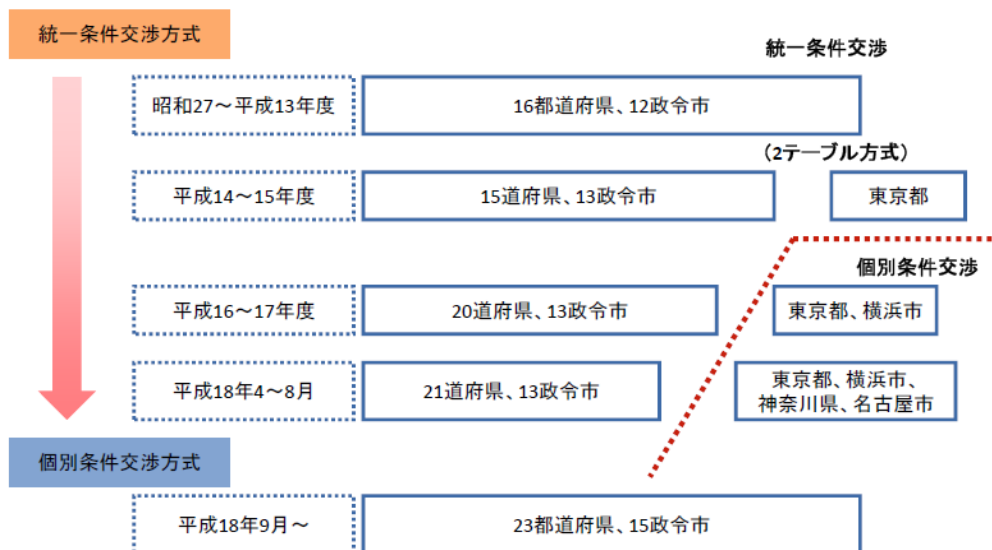 統一条件交渉方式
統一条件交渉
昭和27～平成13年度
16都道府県、12政令市
（2テーブル方式）
平成14～15年度
15道府県、13政令市
東京都
個別条件交渉
平成16～17年度
20道府県、13政令市
東京都、横浜市
平成18年4～8月
21道府県、13政令市
東京都、横浜市、
神奈川県、名古屋市
個別条件交渉方式
平成18年9月～
23都道府県、15政令市